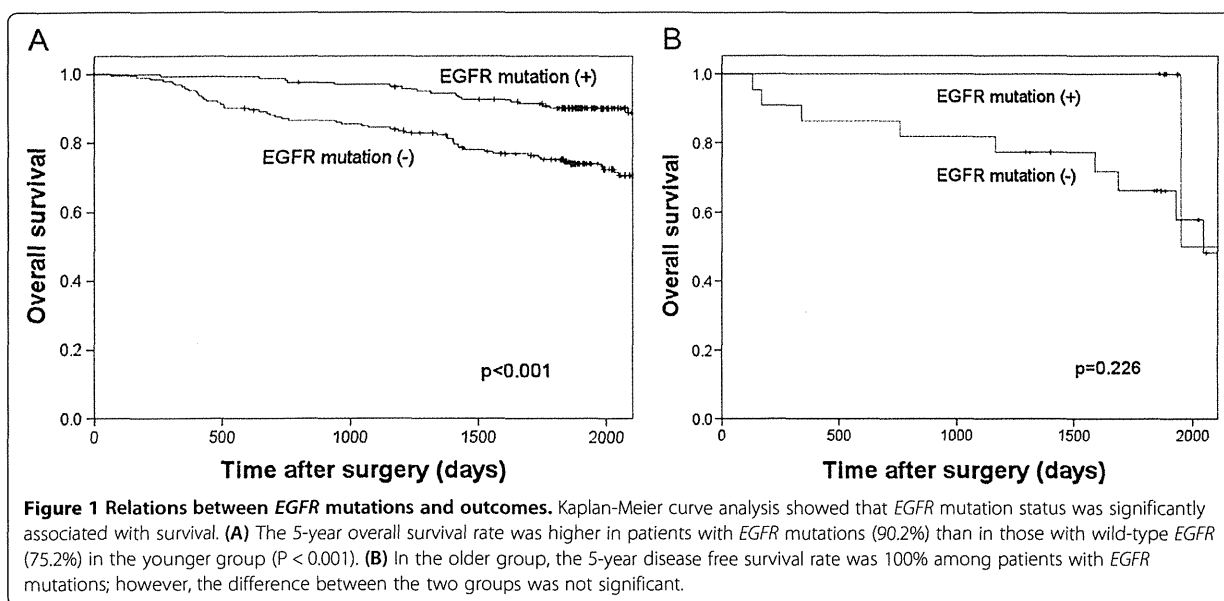 A
B
1.0
0.8
0.6
0.4
0.2
0.0
Overall survival
EGFR mutation (+)
EGFR mutation (-)
p<0.001
0
500
1000
1500
2000
Time after surgery (days)
1.0
0.8
0.6
0.4
0.2
0.0
Overall survival
EGFR mutation (+)
EGFR mutation (-)
p=0.226
0
500
1000
1500
2000
Time after surgery (days)
Figure 1 Relations between EGFR mutations and outcomes. Kaplan-Meier curve analysis showed that EGFR mutation status was significantly
associated with survival. (A) The 5-year overall survival rate was higher in patients with EGFR mutations (90.2%) than in those with wild-type EGFR
(75.2%) in the younger group (P < 0.001). (B) In the older group, the 5-year disease free survival rate was 100% among patients with EGFR
mutations; however, the difference between the two groups was not significant.